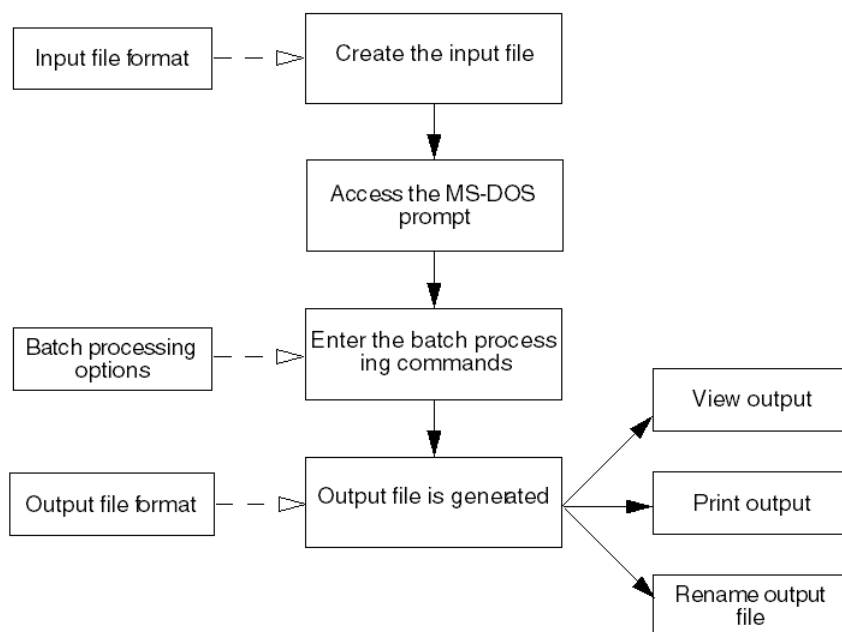 Input file format
Create the input file
Access the MS-DOS
prompt
Batch processing
options
Enter the batch process
ing commands
Output file format
Output file is generated
View output
Print output
Rename output
file